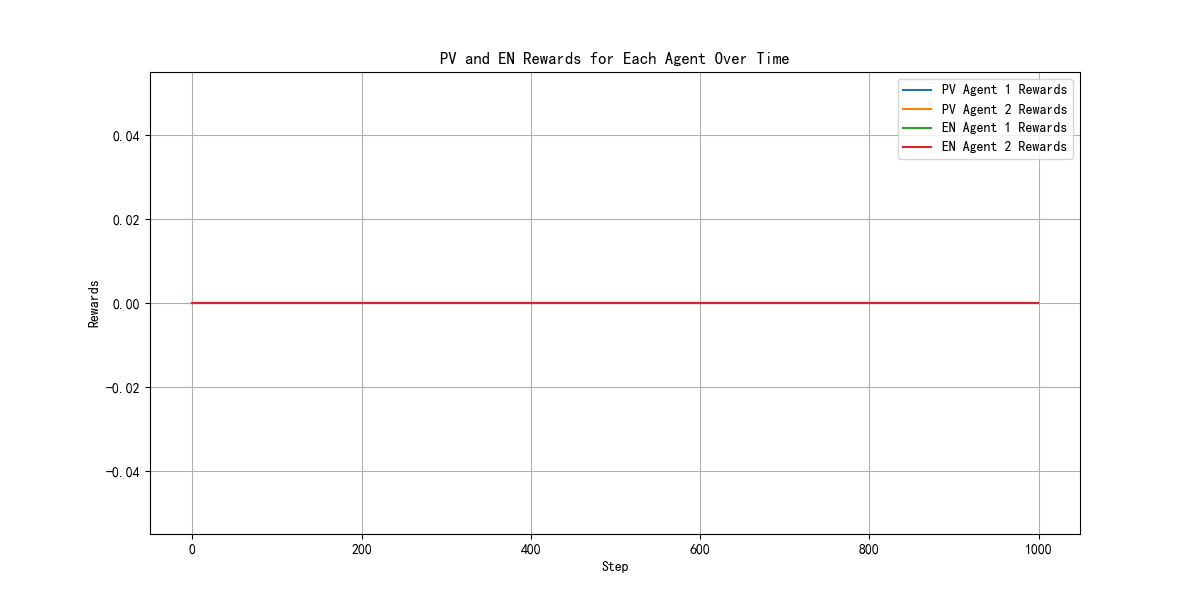 PV and EN Rewards for Each Agent Over Time
PV Agent 1 Rewards
PV Agent 2 Rewards
EN Agent 1 Rewards
EN Agent 2 Rewards
0.04
0.02
0.00
−0.02
−0.04
Rewards
0 200 400 600 800 1000
Step